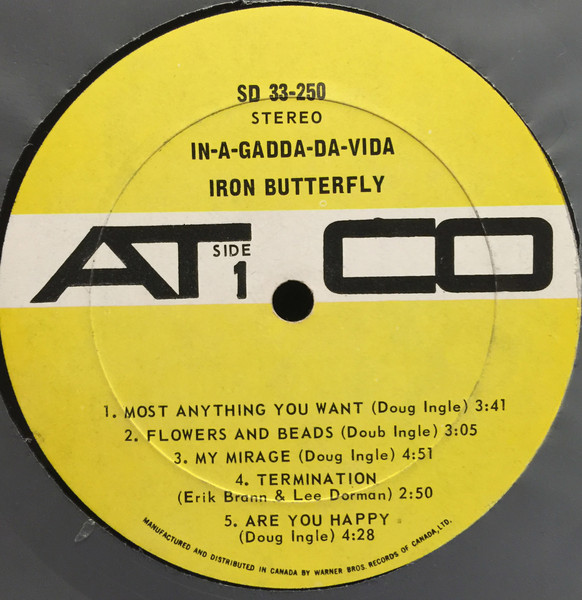 SD 33-250
STEREO
IN-A-GADDA-DA-VIDA
IRON BUTTERFLY
ATCO
SIDE
1
1. MOST ANYTHING YOU WANT (Doug Ingle) 3:41
2. FLOWERS AND BEADS (Doub Ingle) 3:05
3. MY MIRAGE (Doug Ingle) 4:51
4. TERMINATION
(Erik Brann & Lee Dorman) 2:50
5. ARE YOU HAPPY
(Doug Ingle) 4:28
MANUFACTURED AND DISTRIBUTED IN CANADA BY WARNER BROS. RECORDS OF CANADA, LTD.